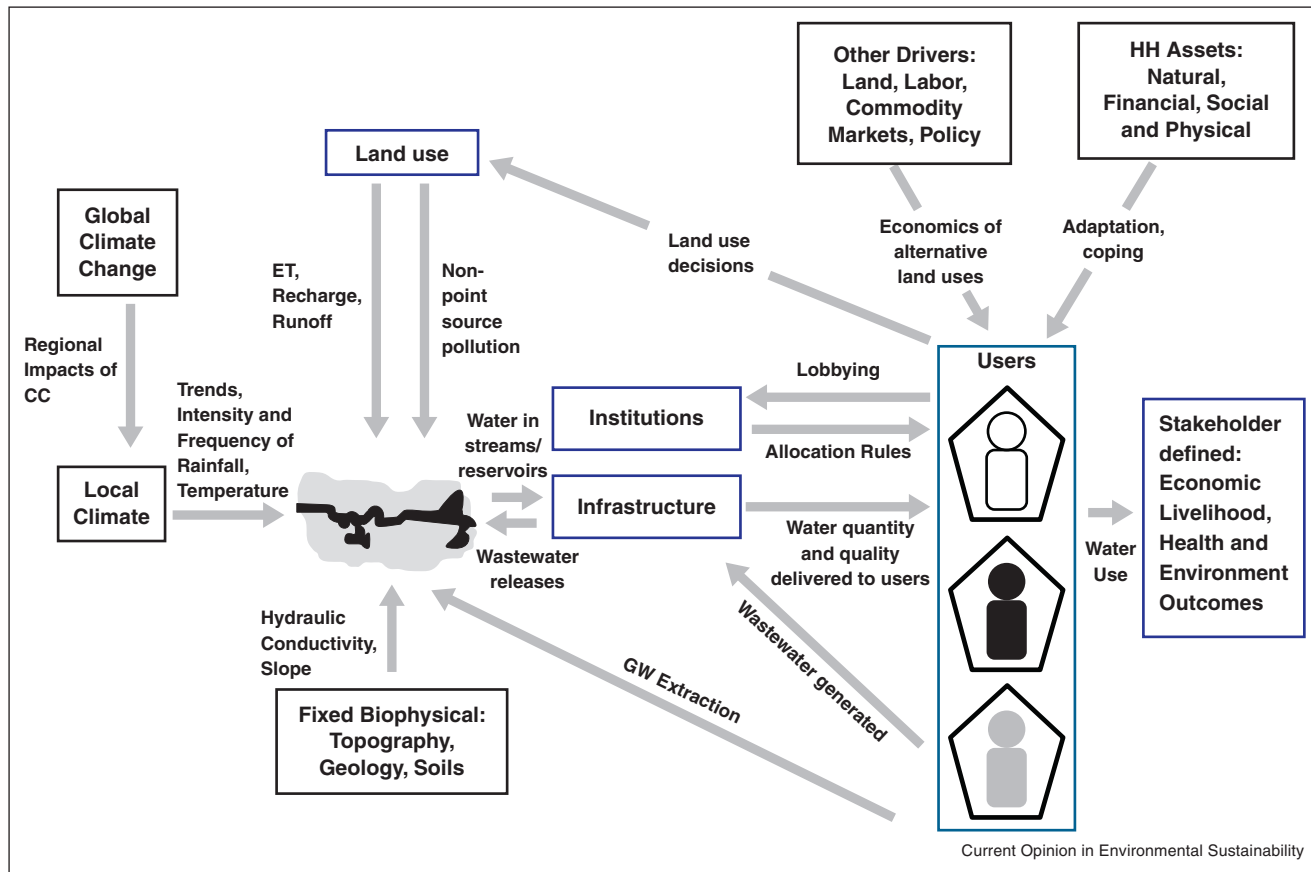 Other Drivers:
Land, Labor,
Commodity
Markets, Policy
HH Assets:
Natural,
Financial, Social
and Physical
Land use
Global
Climate
Change
Economics of
alternative
land uses
Adaptation,
coping
Land use
decisions
ET,
Recharge,
Runoff
Non-
point
source
pollution
Regional
Impacts of
CC
Trends,
Intensity and
Frequency of
Rainfall,
Temperature
Local
Climate
Water in
streams/
reservoirs
Institutions
Lobbying
Allocation Rules
Users
Infrastructure
Wastewater
releases
Water quantity
and quality
delivered to users
Water
Use
Stakeholder
defined:
Economic
Livelihood,
Health and
Environment
Outcomes
Hydraulic
Conductivity,
Slope
Fixed Biophysical:
Topography,
Geology, Soils
GW Extraction
Wastewater generated
Current Opinion in Environmental Sustainability